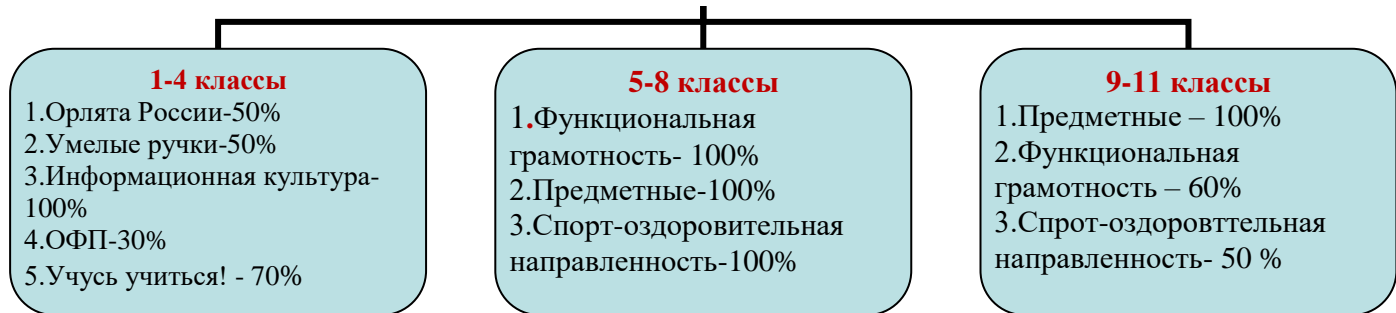 1-4 классы
1.Орлята России-50%
2.Умелые ручки-50%
3.Информационная культура-
100%
4.ОФП-30%
5.Учусь учиться! - 70%
5-8 классы
1.Функциональная
грамотность- 100%
2.Предметные-100%
3.Спорт-оздоровительная
направленность-100%
9-11 классы
1.Предметные – 100%
2.Функциональная
грамотность – 60%
3.Спрот-оздоровттельная
направленность- 50 %